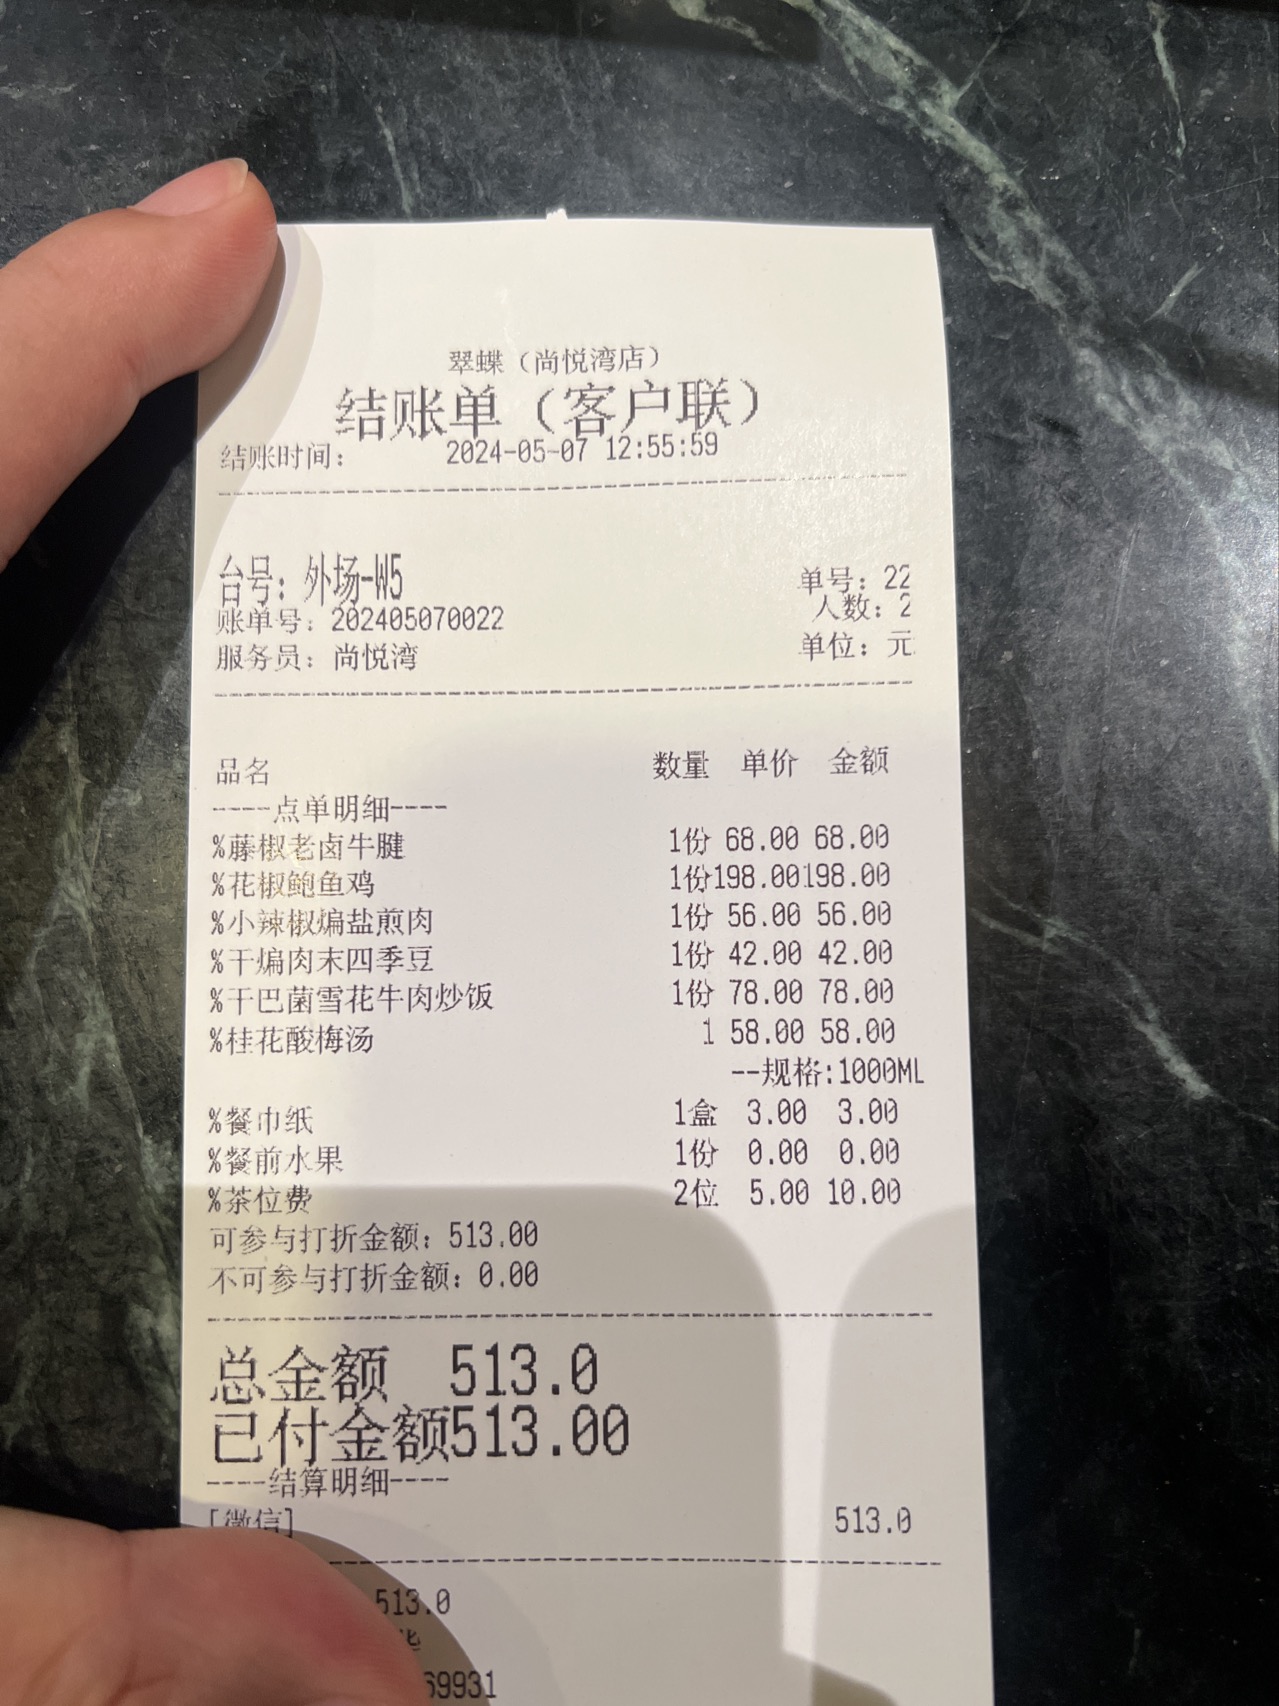 翠蝶（尚悦湾店）
结账单（客户联）
结账时间： 2024-05-07 12:55:59
台号：外场-W5 单号：22
人数：2
账单号：202405070022
服务员：尚悦湾 单位：元
品名 数量 单价 金额
----点单明细----
%藤椒老卤牛腱 1份 68.00 68.00
%花椒鲍鱼鸡 1份198.00198.00
%小辣椒煸盐煎肉 1份 56.00 56.00
%干煸肉末四季豆 1份 42.00 42.00
%干巴菌雪花牛肉炒饭 1份 78.00 78.00
%桂花酸梅汤 1 58.00 58.00
--规格:1000ML
%餐巾纸 1盒 3.00 3.00
%餐前水果 1份 0.00 0.00
%茶位费 2位 5.00 10.00
可参与打折金额：513.00
不可参与打折金额：0.00
总金额 513.0
已付金额513.00
----结算明细----
[微信] 513.0
513.0
69931